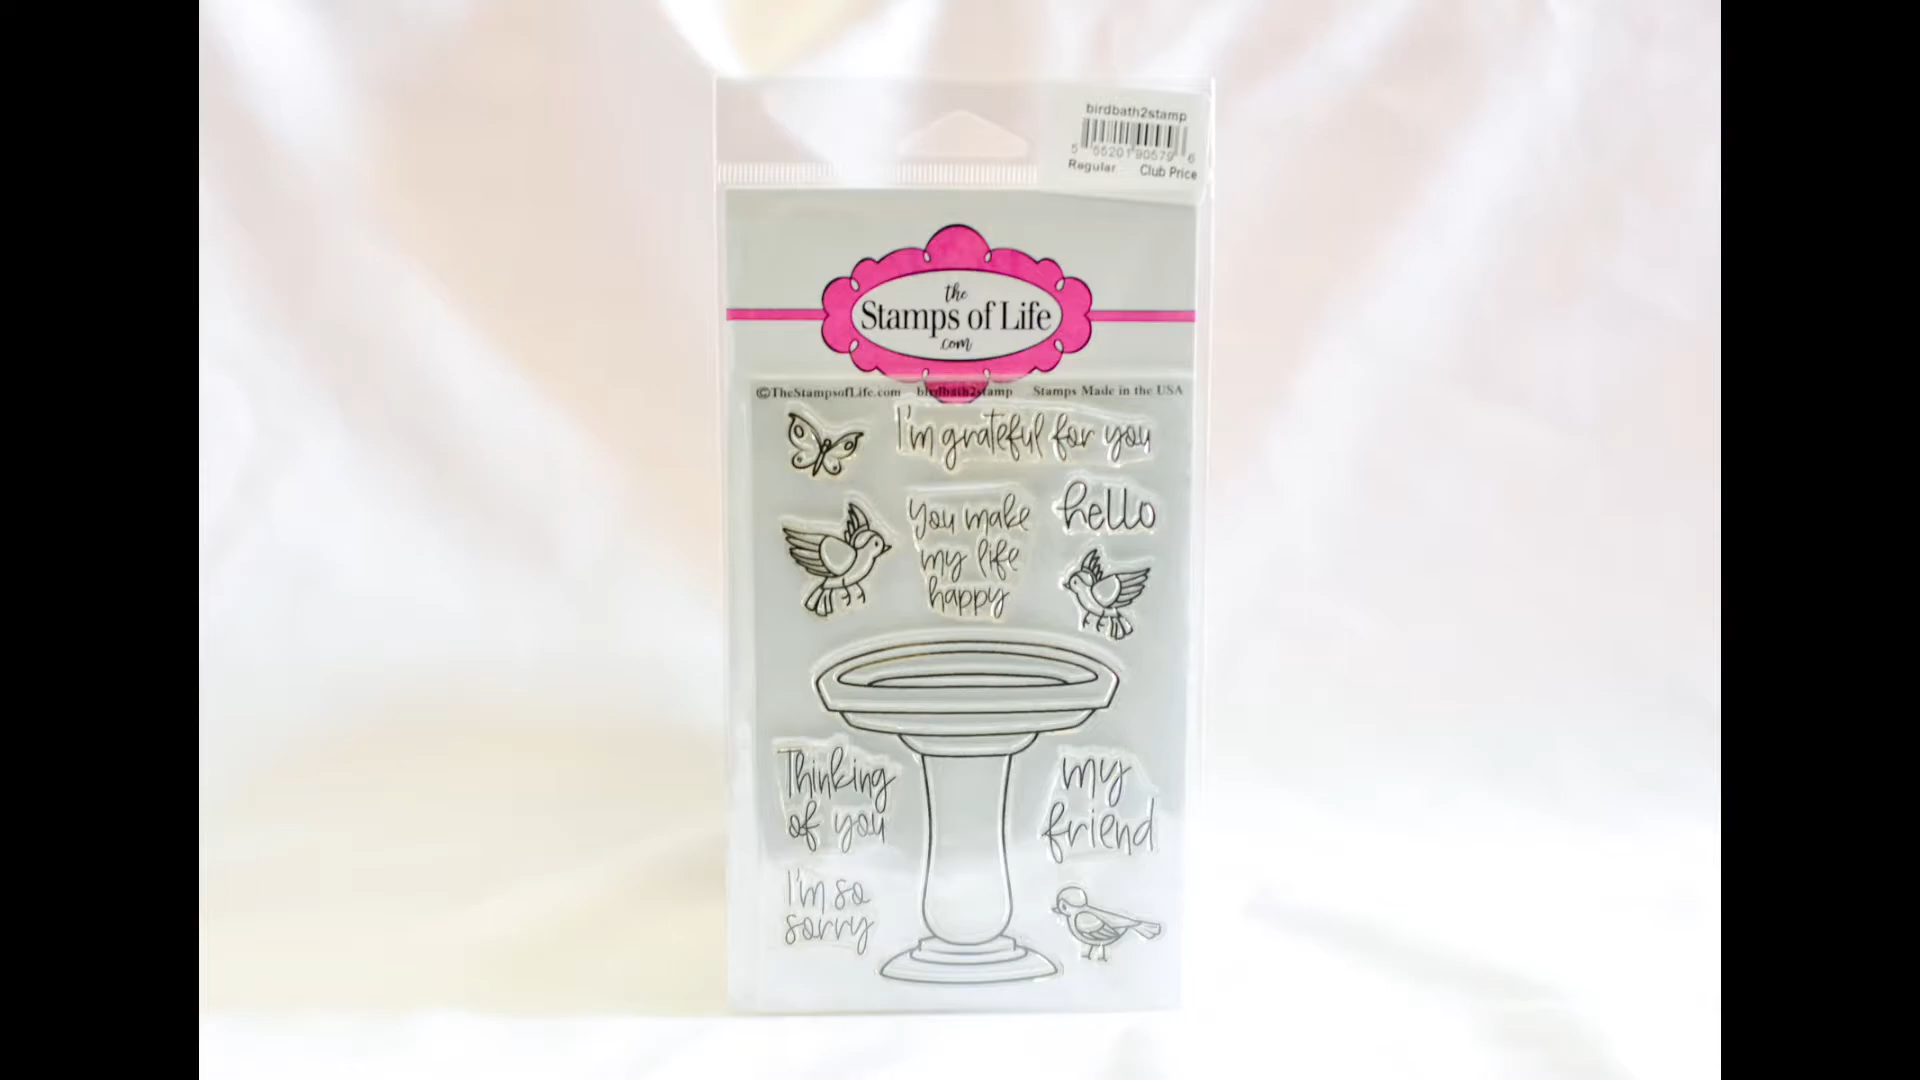 birdbath2stamp
5 55201 90579 6
Regular Club Price
the
Stamps of Life
.com
©TheStampsofLife.com birdbath2stamp Stamps Made in the USA
I'm grateful for you
You make
my life
happy
hello
Thinking
of you
my
friend
I'm so
sorry